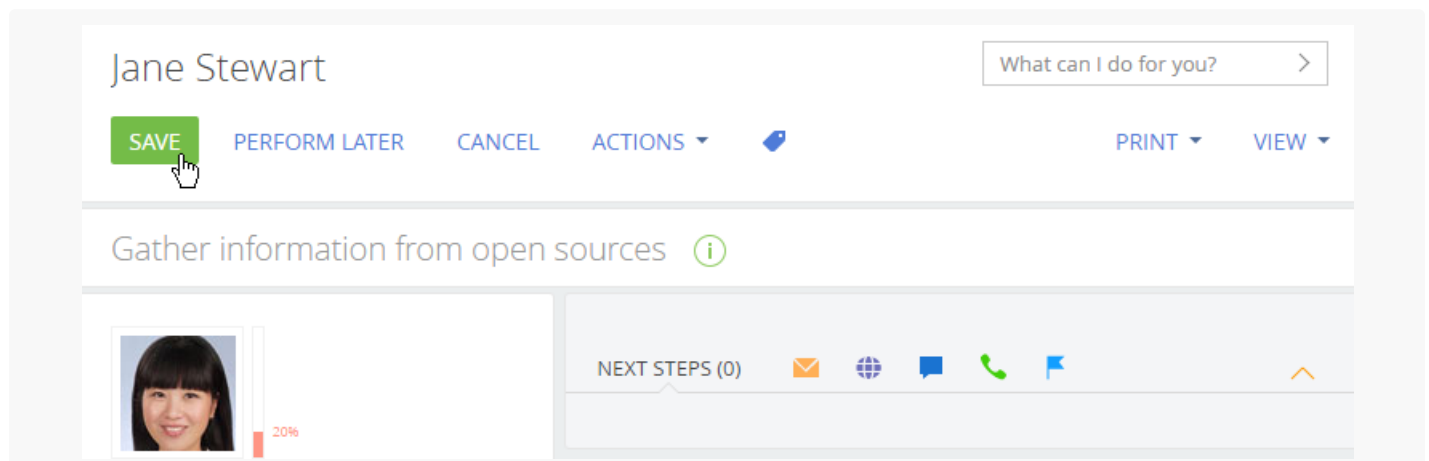 Jane Stewart
What can I do for you?
SAVE PERFORM LATER CANCEL ACTIONS PRINT VIEW
Gather information from open sources
NEXT STEPS (0)
20%